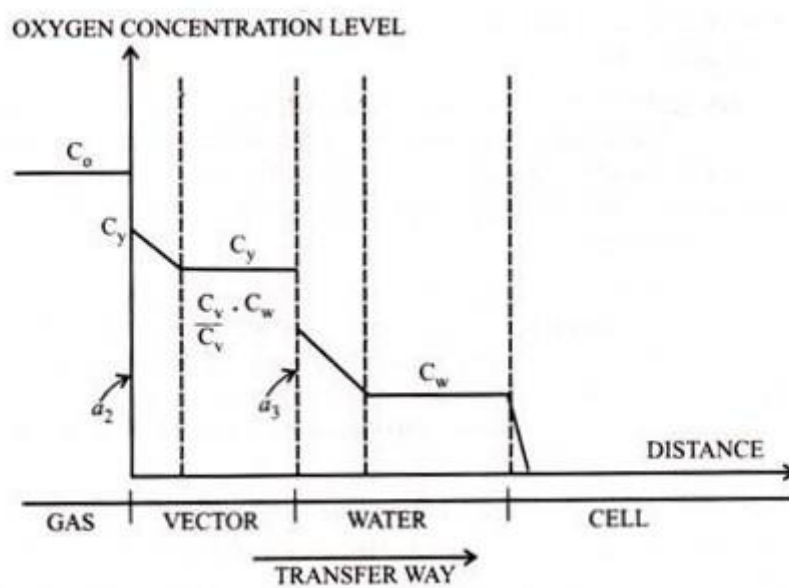 OXYGEN CONCENTRATION LEVEL
C_o
C_y
C_y
C_v . C_w
C_v
a_2
a_3
C_w
DISTANCE
GAS VECTOR WATER CELL
TRANSFER WAY